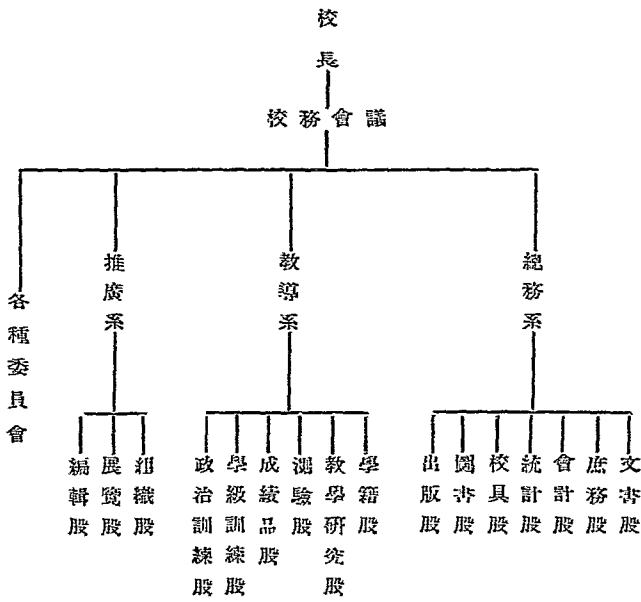 校長
校務會議
總務系
教導系
推廣系
各種委員會
文書股
庶務股
會計股
統計股
校具股
圖書股
出版股
學籍股
教學研究股
測驗股
成績品股
學級訓練股
政治訓練股
組織股
展覽股
編輯股